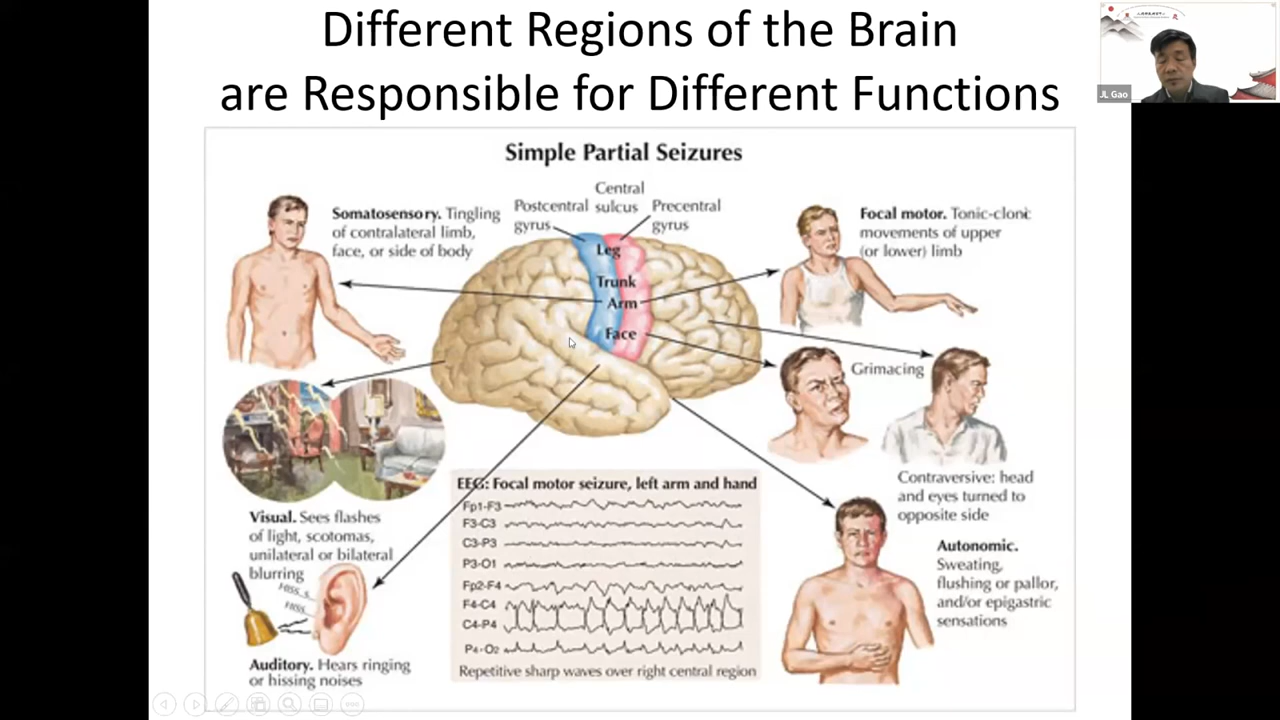 Different Regions of the Brain
are Responsible for Different Functions
JL Gao
Simple Partial Seizures
Somatosensory. Tingling
of contralateral limb,
face, or side of body
Postcentral
gyrus
Central
sulcus
Precentral
gyrus
Leg
Trunk
Arm
Face
Focal motor. Tonic-clonic
movements of upper
(or lower) limb
Grimacing
Contraversive: head
and eyes turned to
opposite side
Visual. Sees flashes
of light, scotomas,
unilateral or bilateral
blurring
HISS
Auditory. Hears ringing
or hissing noises
EEG: Focal motor seizure, left arm and hand
Fp1-F3
F3-C3
C3-P3
P3-O1
Fp2-F4
F4-C4
C4-P4
P4-O2
Repetitive sharp waves over right central region
Autonomic.
Sweating,
flushing or pallor,
and/or epigastric
sensations